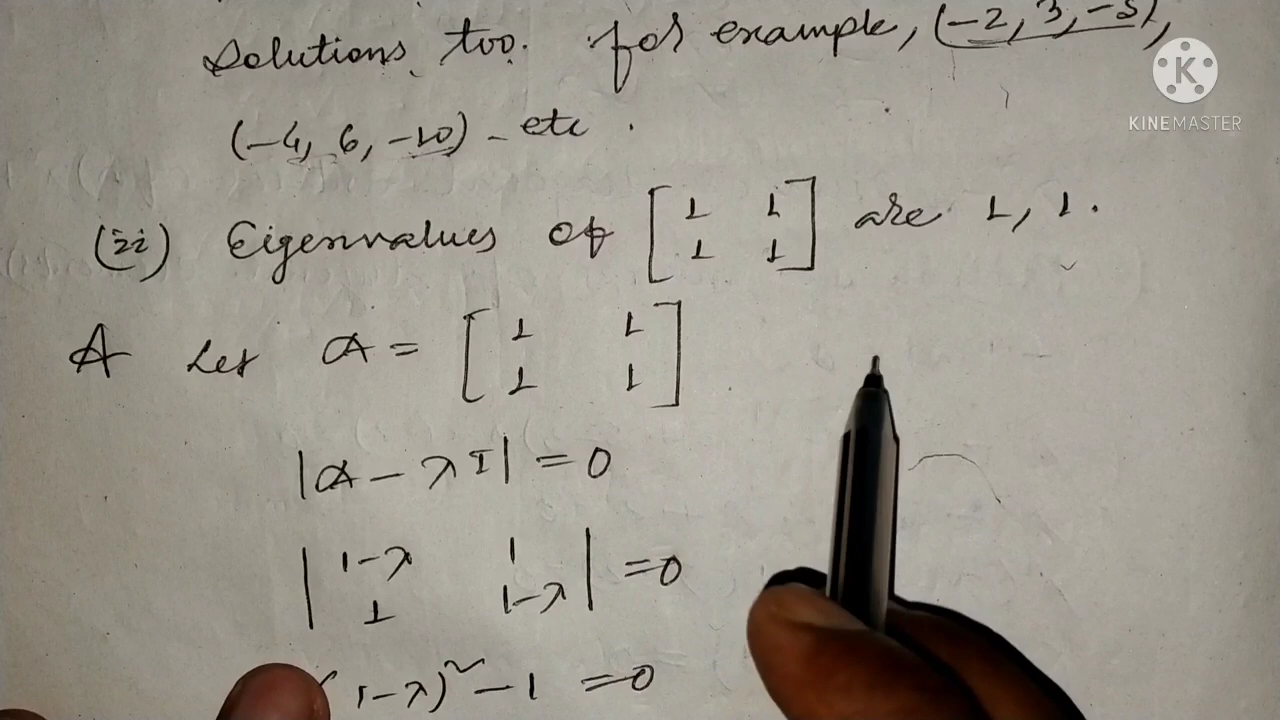 solutions too. for example, (-2, 3, -5),
(-4, 6, -10) - etc.
(ii) Eigenvalues of [1 1
1 1] are 1, 1.
A Let A = [1 1
1 1]
|A - λI| = 0
|1-λ 1
1 1-λ| = 0
(1-λ)² - 1 = 0
K
KINEMASTER